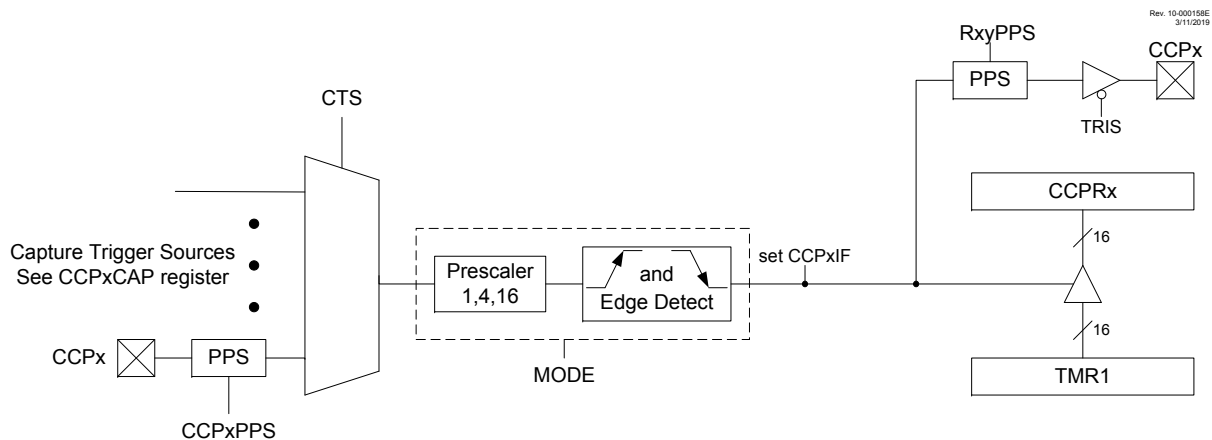 Rev. 10-000158E
3/11/2019
RxyPPS
CCPx
PPS
TRIS
CTS
CCPRx
16
Capture Trigger Sources
See CCPxCAP register
Prescaler
1,4,16
and
Edge Detect
set CCPxIF
16
CCPx
PPS
MODE
TMR1
CCPxPPS